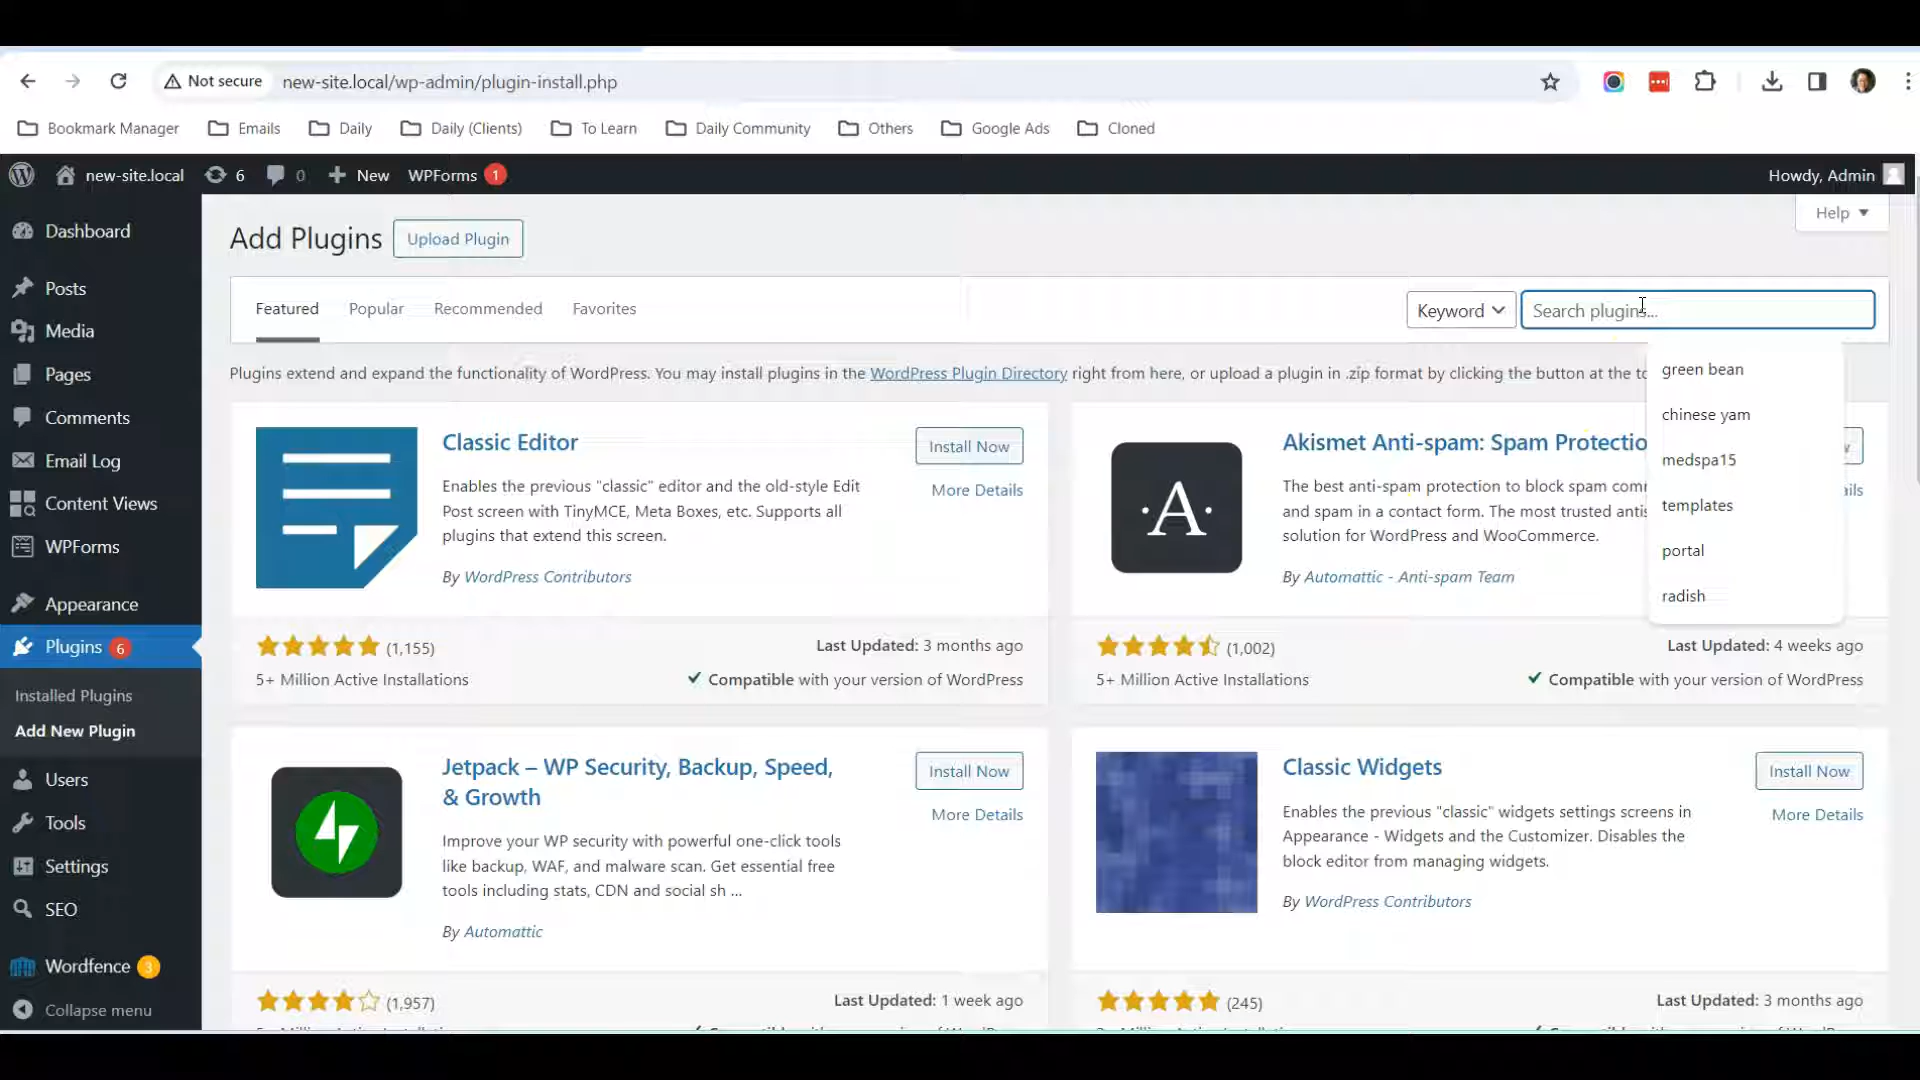 Not secure new-site.local/wp-admin/plugin-install.php
Bookmark Manager Emails Daily Daily (Clients) To Learn Daily Community Others Google Ads Cloned
new-site.local 6 0 New WPForms 1 Howdy, Admin
Help
Dashboard
Posts
Media
Pages
Comments
Email Log
Content Views
WPForms
Appearance
Plugins 6
Installed Plugins
Add New Plugin
Users
Tools
Settings
SEO
Wordfence 3
Collapse menu
Add Plugins Upload Plugin
Featured Popular Recommended Favorites Keyword Search plugins...
green bean
chinese yam
medspa15
templates
portal
radish
Plugins extend and expand the functionality of WordPress. You may install plugins in the WordPress Plugin Directory right from here, or upload a plugin in .zip format by clicking the button at the to
Classic Editor
Install Now
More Details
Enables the previous "classic" editor and the old-style Edit
Post screen with TinyMCE, Meta Boxes, etc. Supports all
plugins that extend this screen.
By WordPress Contributors
(1,155)
Last Updated: 3 months ago
5+ Million Active Installations
Compatible with your version of WordPress
·A·
Akismet Anti-spam: Spam Protectio
The best anti-spam protection to block spam com
and spam in a contact form. The most trusted antis
solution for WordPress and WooCommerce.
By Automattic - Anti-spam Team
(1,002)
Last Updated: 4 weeks ago
5+ Million Active Installations
Compatible with your version of WordPress
Jetpack – WP Security, Backup, Speed,
& Growth
Install Now
More Details
Improve your WP security with powerful one-click tools
like backup, WAF, and malware scan. Get essential free
tools including stats, CDN and social sh ...
By Automattic
(1,957)
Last Updated: 1 week ago
Classic Widgets
Install Now
More Details
Enables the previous "classic" widgets settings screens in
Appearance - Widgets and the Customizer. Disables the
block editor from managing widgets.
By WordPress Contributors
(245)
Last Updated: 3 months ago